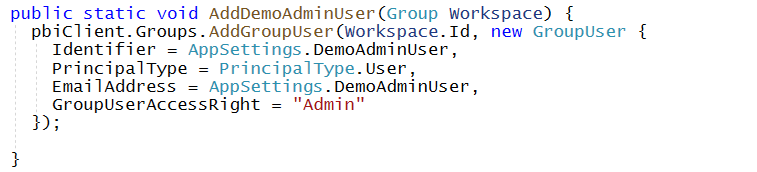 public static void AddDemoAdminUser(Group Workspace) {
  pbiClient.Groups.AddGroupUser(Workspace.Id, new GroupUser {
    Identifier = AppSettings.DemoAdminUser,
    PrincipalType = PrincipalType.User,
    EmailAddress = AppSettings.DemoAdminUser,
    GroupUserAccessRight = "Admin"
  });
}